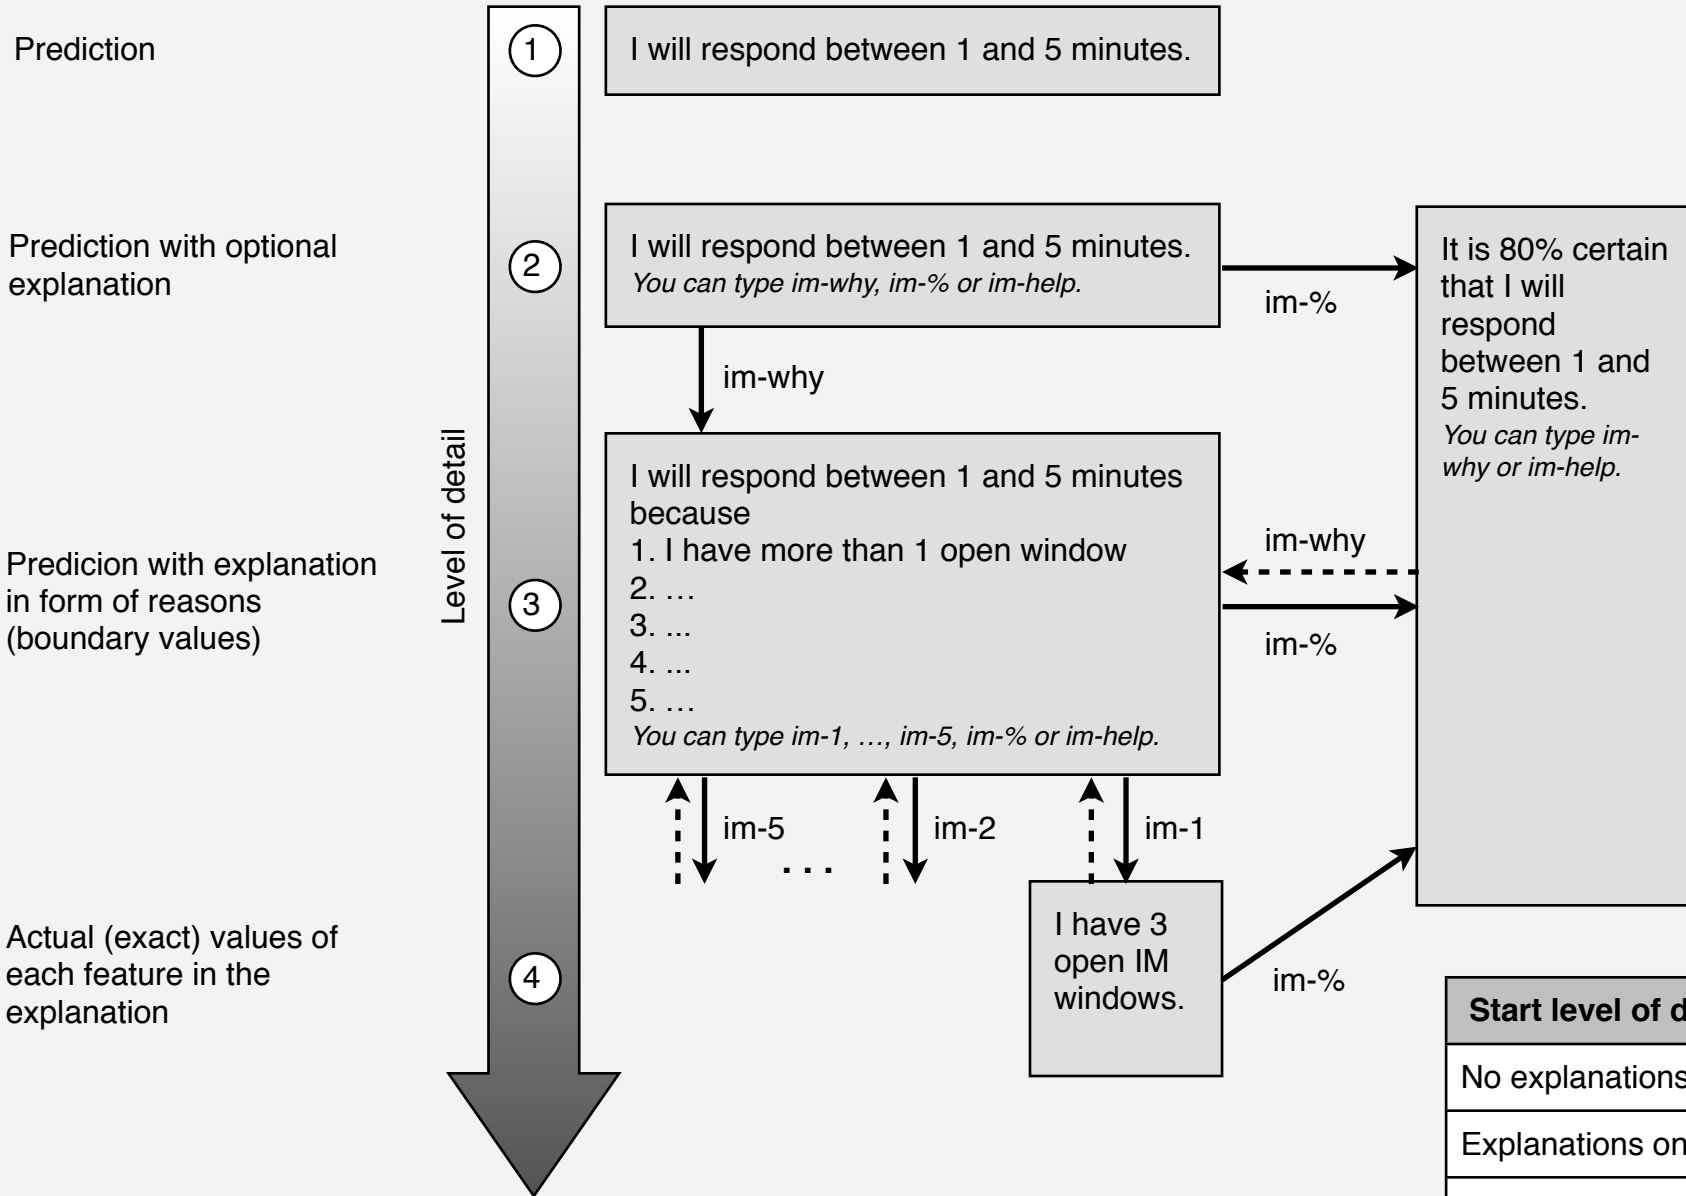 Prediction
1
I will respond between 1 and 5 minutes.
Prediction with optional
explanation
2
I will respond between 1 and 5 minutes.
You can type im-why, im-% or im-help.
im-%
It is 80% certain
that I will
respond
between 1 and
5 minutes.
You can type im-
why or im-help.
im-why
Level of detail
Predicion with explanation
in form of reasons
(boundary values)
3
I will respond between 1 and 5 minutes
because
1. I have more than 1 open window
2. …
3. ...
4. ...
5. …
You can type im-1, …, im-5, im-% or im-help.
im-why
im-%
im-5
. . .
im-2
im-1
Actual (exact) values of
each feature in the
explanation
4
I have 3
open IM
windows.
im-%
Start level of d
No explanations
Explanations on